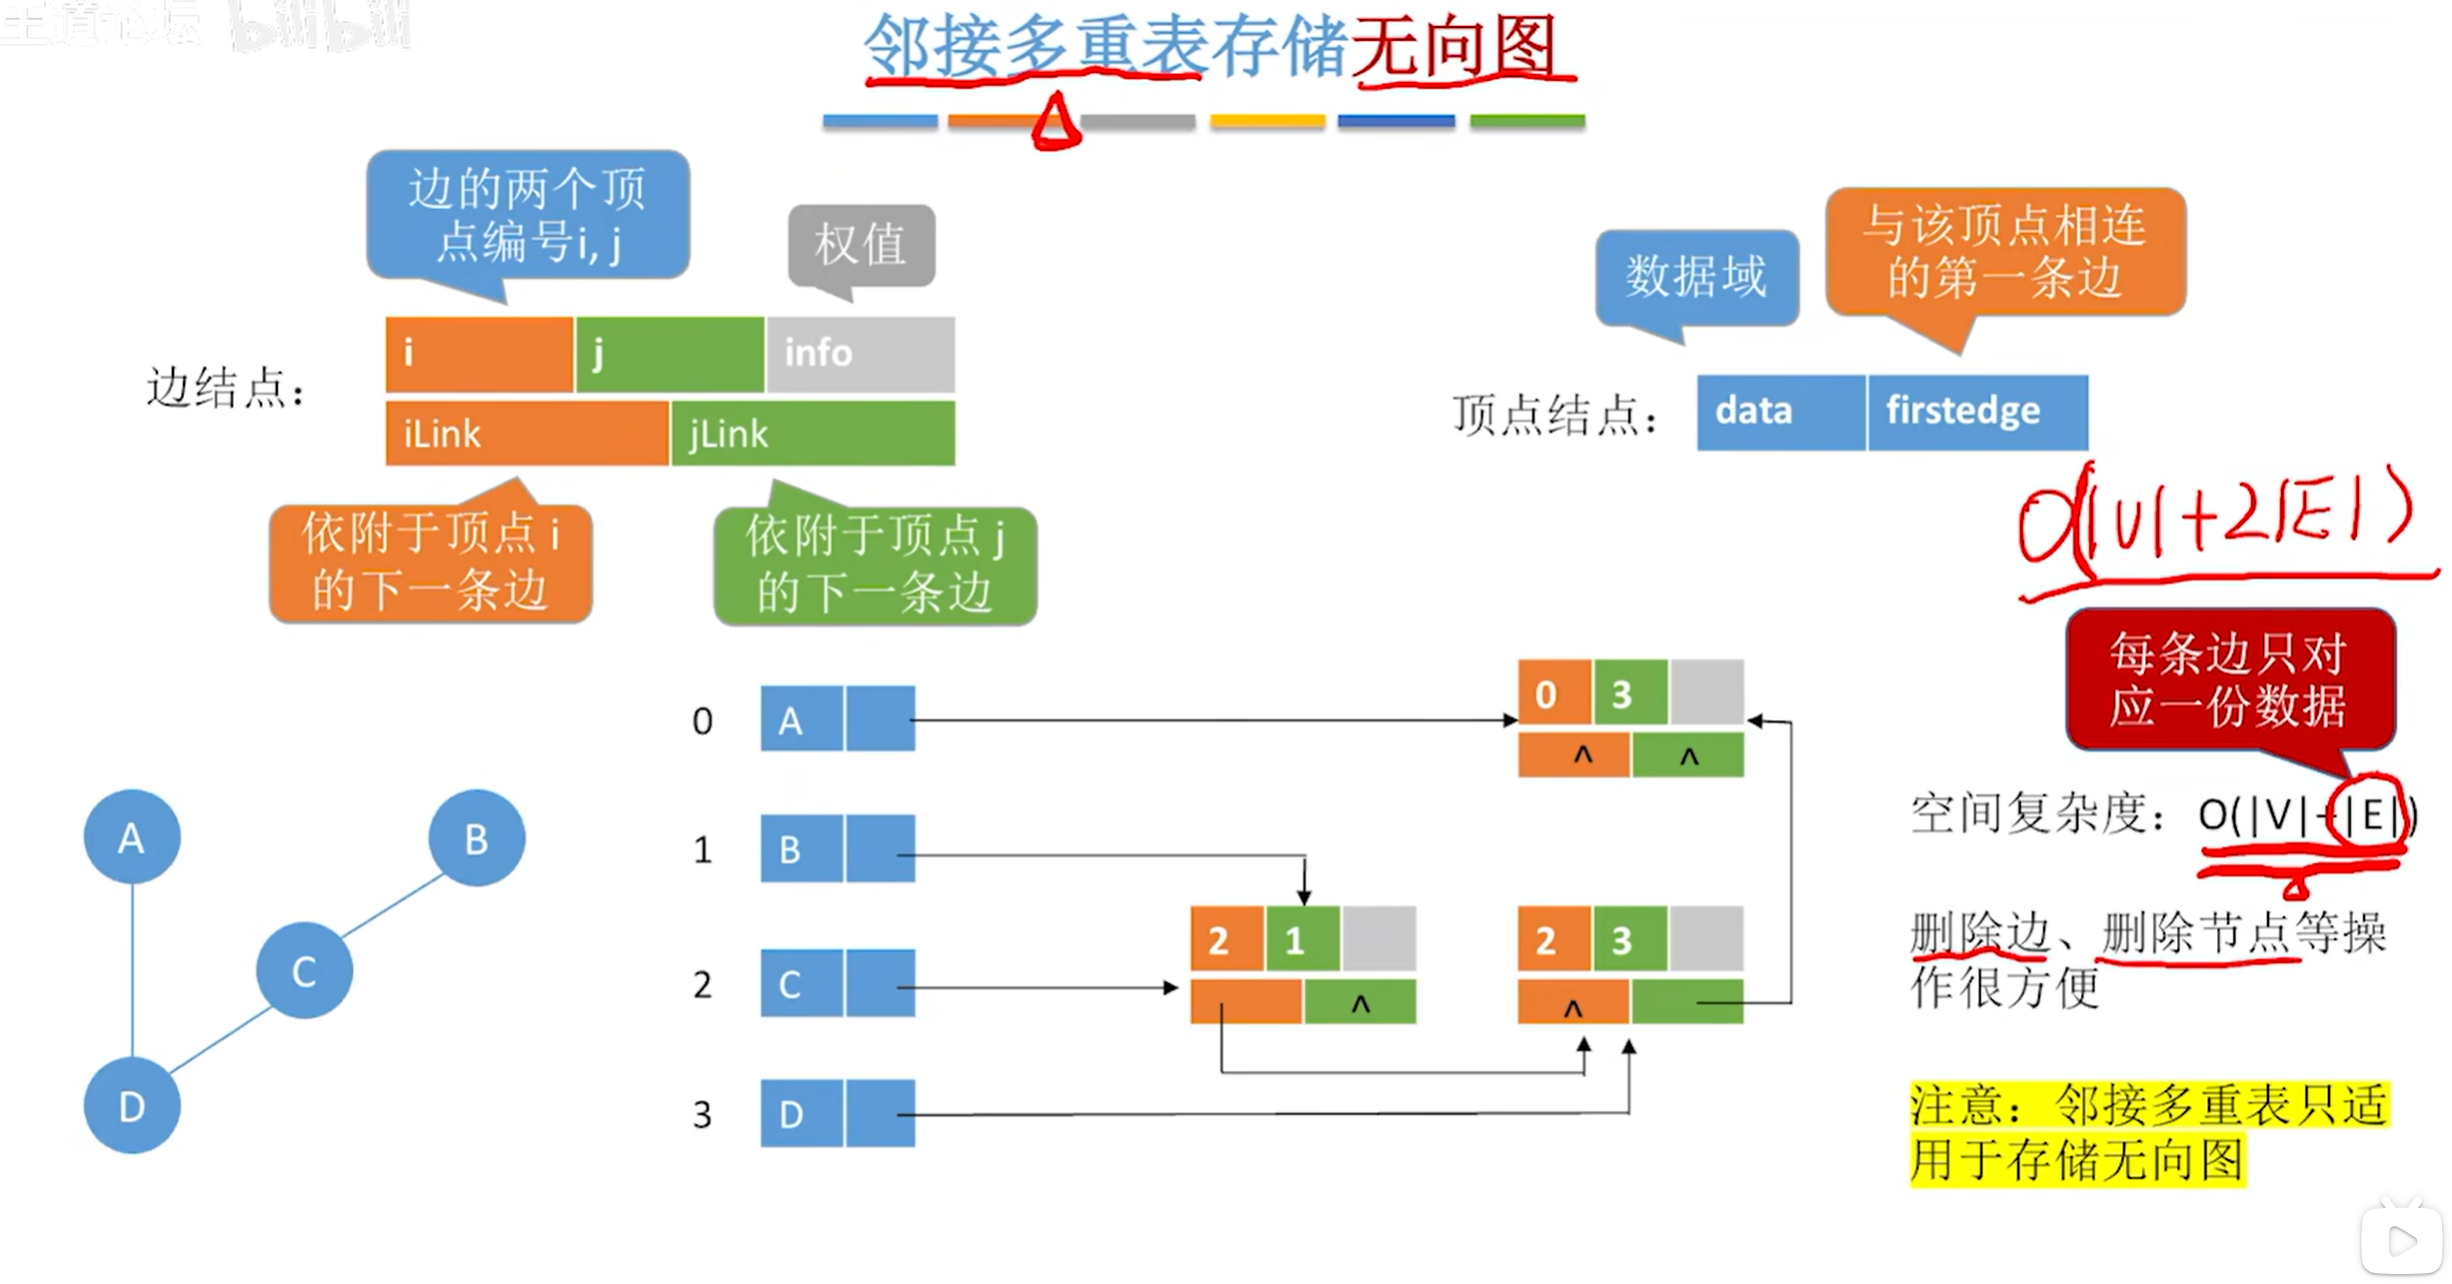 王道论坛 bilibili
邻接多重表存储无向图
边的两个顶
点编号i, j
权值
数据域
与该顶点相连
的第一条边
边结点：
i j info
iLink jLink
顶点结点：
data firstedge
依附于顶点 i
的下一条边
依附于顶点 j
的下一条边
O(|V|+2|E|)
每条边只对
应一份数据
空间复杂度：O(|V|+|E|)
删除边、删除节点等操
作很方便
注意：邻接多重表只适
用于存储无向图
A
B
C
D
0 A
0 3
^ ^
1 B
2 1
2 3
2 C
^
^
3 D